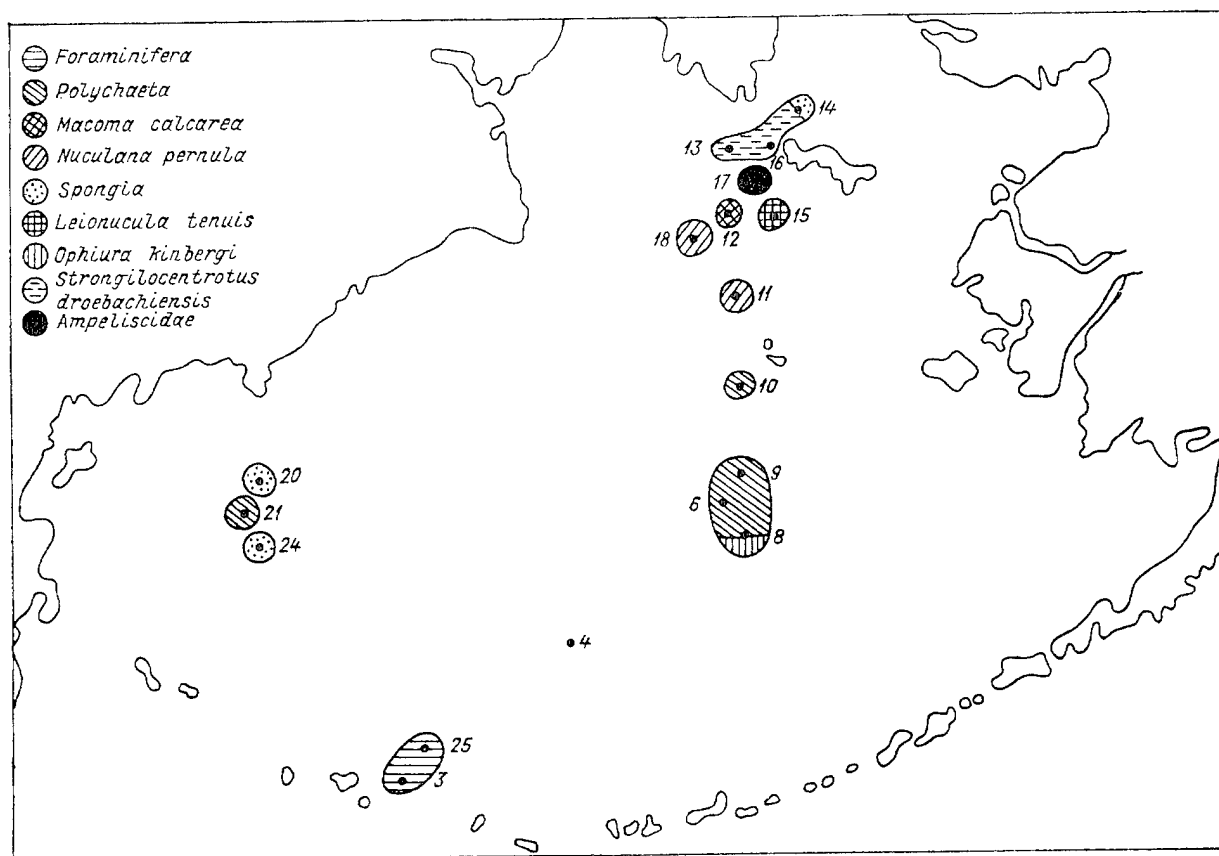 Foraminifera
Polychaeta
Macoma calcarea
Nuculana pernula
Spongia
Leionucula tenuis
Ophiura kinbergi
Strongilocentrotus
droebachiensis
Ampeliscidae
14
13
16
17
12
15
18
11
10
20
9
21
6
24
8
4
25
3